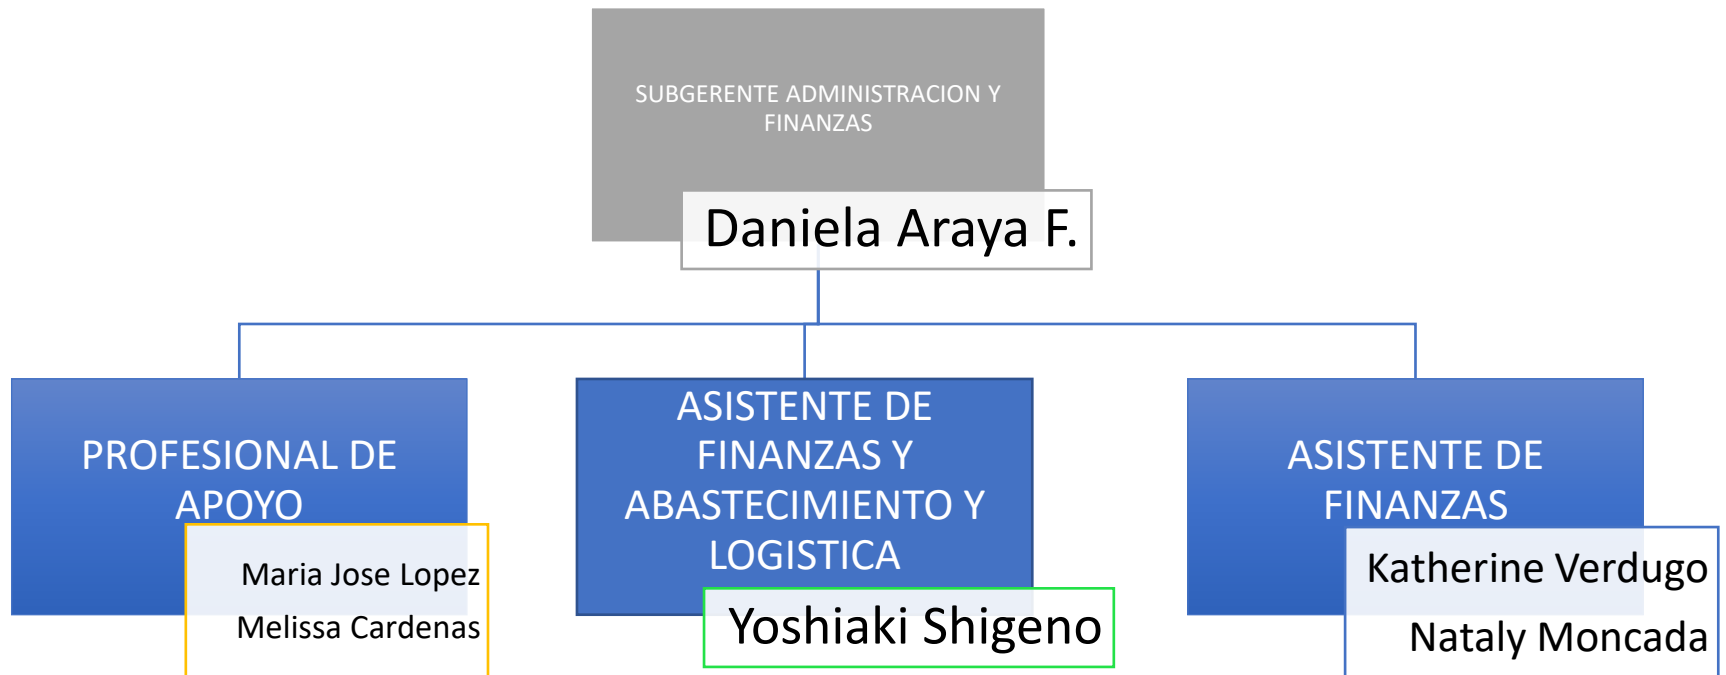 SUBGERENTE ADMINISTRACION Y
FINANZAS
Daniela Araya F.
PROFESIONAL DE
APOYO
Maria Jose Lopez
Melissa Cardenas
ASISTENTE DE
FINANZAS Y
ABASTECIMIENTO Y
LOGISTICA
Yoshiaki Shigeno
ASISTENTE DE
FINANZAS
Katherine Verdugo
Nataly Moncada